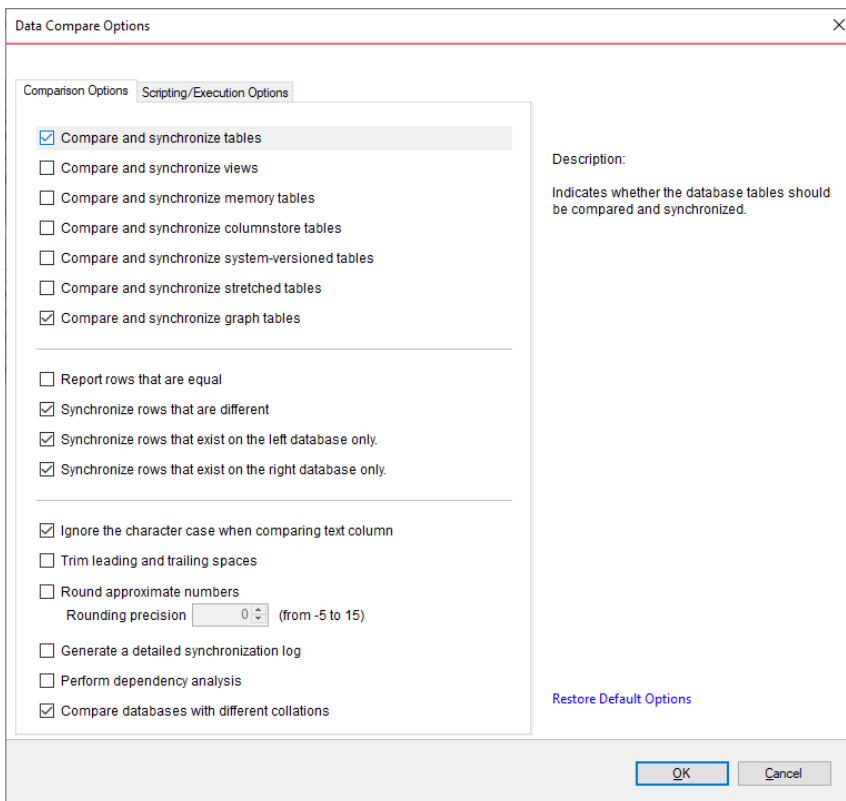 Data Compare Options
Comparison Options
Scripting/Execution Options
Compare and synchronize tables
Compare and synchronize views
Compare and synchronize memory tables
Compare and synchronize columnstore tables
Compare and synchronize system-versioned tables
Compare and synchronize stretched tables
Compare and synchronize graph tables
Report rows that are equal
Synchronize rows that are different
Synchronize rows that exist on the left database only.
Synchronize rows that exist on the right database only.
Ignore the character case when comparing text column
Trim leading and trailing spaces
Round approximate numbers
Rounding precision 0 (from -5 to 15)
Generate a detailed synchronization log
Perform dependency analysis
Compare databases with different collations
Description:
Indicates whether the database tables should
be compared and synchronized.
Restore Default Options
OK
Cancel